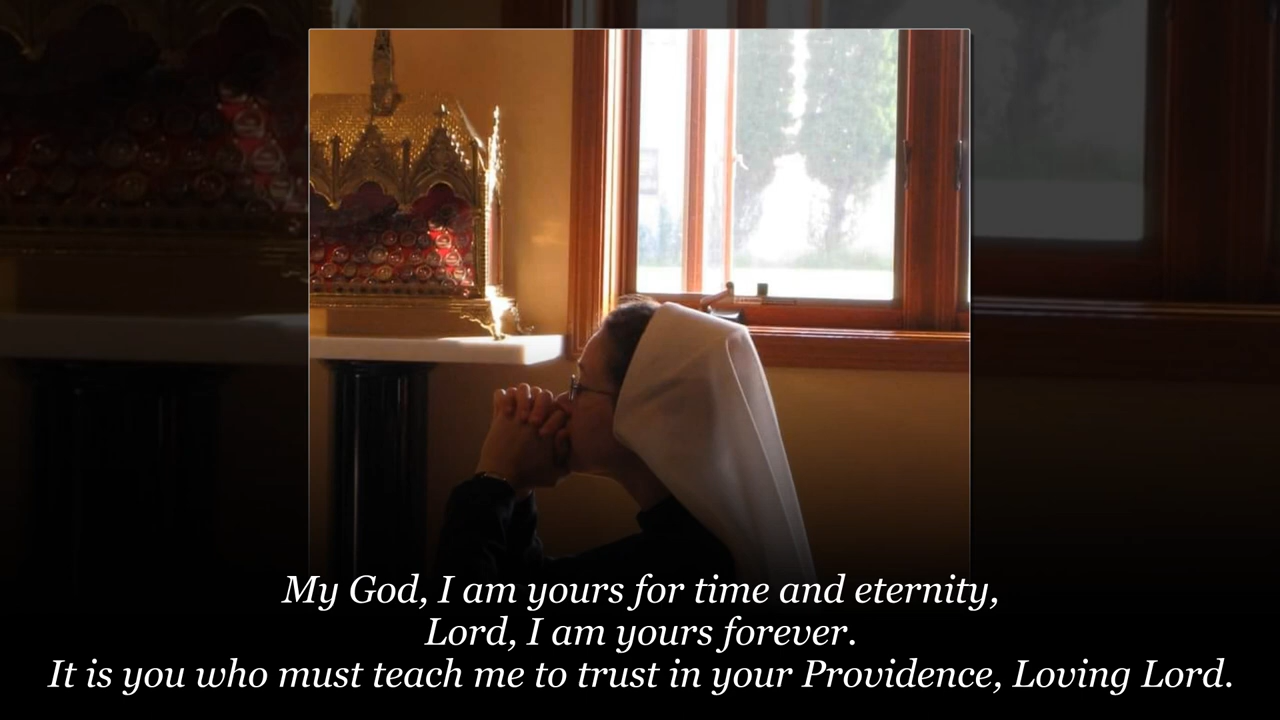 My God, I am yours for time and eternity,
Lord, I am yours forever.
It is you who must teach me to trust in your Providence, Loving Lord.